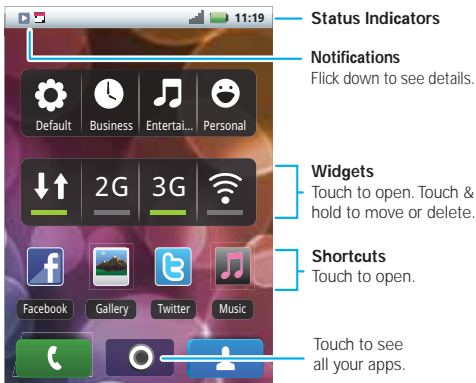 11:19
Status Indicators
Notifications
Flick down to see details.
Default Business Entertai... Personal
2G 3G
Widgets
Touch to open. Touch &
hold to move or delete.
Shortcuts
Touch to open.
Facebook Gallery Twitter Music
Touch to see
all your apps.